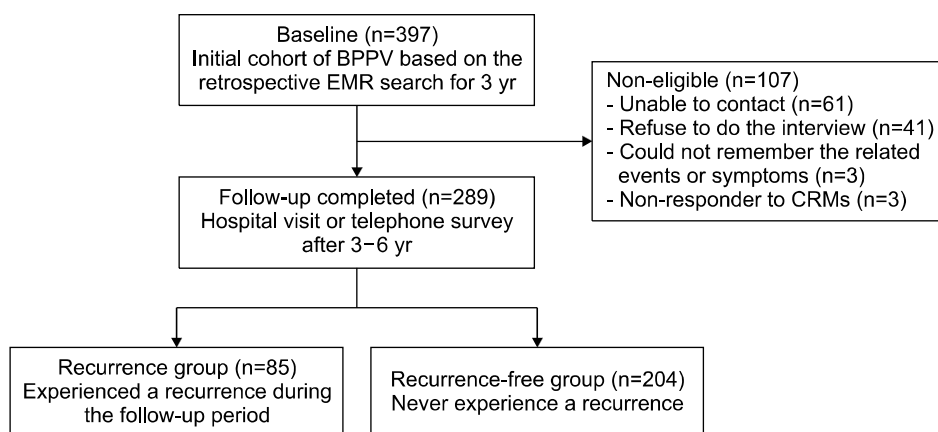 Baseline (n=397)
Initial cohort of BPPV based on the
retrospective EMR search for 3 yr
Non-eligible (n=107)
- Unable to contact (n=61)
- Refuse to do the interview (n=41)
- Could not remember the related
events or symptoms (n=3)
- Non-responder to CRMs (n=3)
Follow-up completed (n=289)
Hospital visit or telephone survey
after 3−6 yr
Recurrence group (n=85)
Experienced a recurrence during
the follow-up period
Recurrence-free group (n=204)
Never experience a recurrence